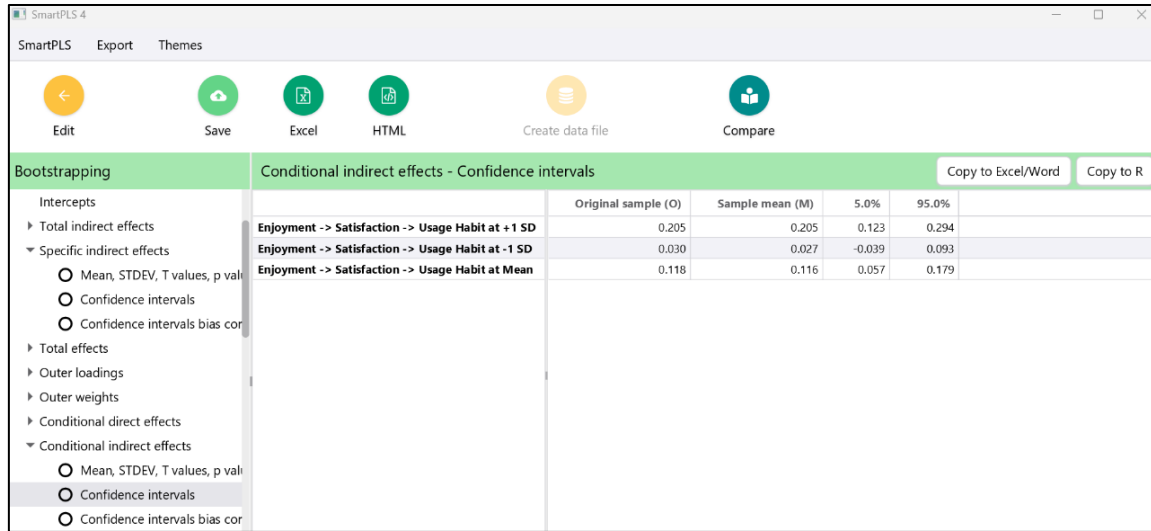 SmartPLS 4
SmartPLS Export Themes
Edit Save Excel HTML Create data file Compare
Bootstrapping
Intercepts
Total indirect effects
Specific indirect effects
Mean, STDEV, T values, p val
Confidence intervals
Confidence intervals bias cor
Total effects
Outer loadings
Outer weights
Conditional direct effects
Conditional indirect effects
Mean, STDEV, T values, p val
Confidence intervals
Confidence intervals bias cor
Conditional indirect effects - Confidence intervals Copy to Excel/Word Copy to R
Original sample (O) Sample mean (M) 5.0% 95.0%
Enjoyment -> Satisfaction -> Usage Habit at +1 SD 0.205 0.205 0.123 0.294
Enjoyment -> Satisfaction -> Usage Habit at -1 SD 0.030 0.027 -0.039 0.093
Enjoyment -> Satisfaction -> Usage Habit at Mean 0.118 0.116 0.057 0.179